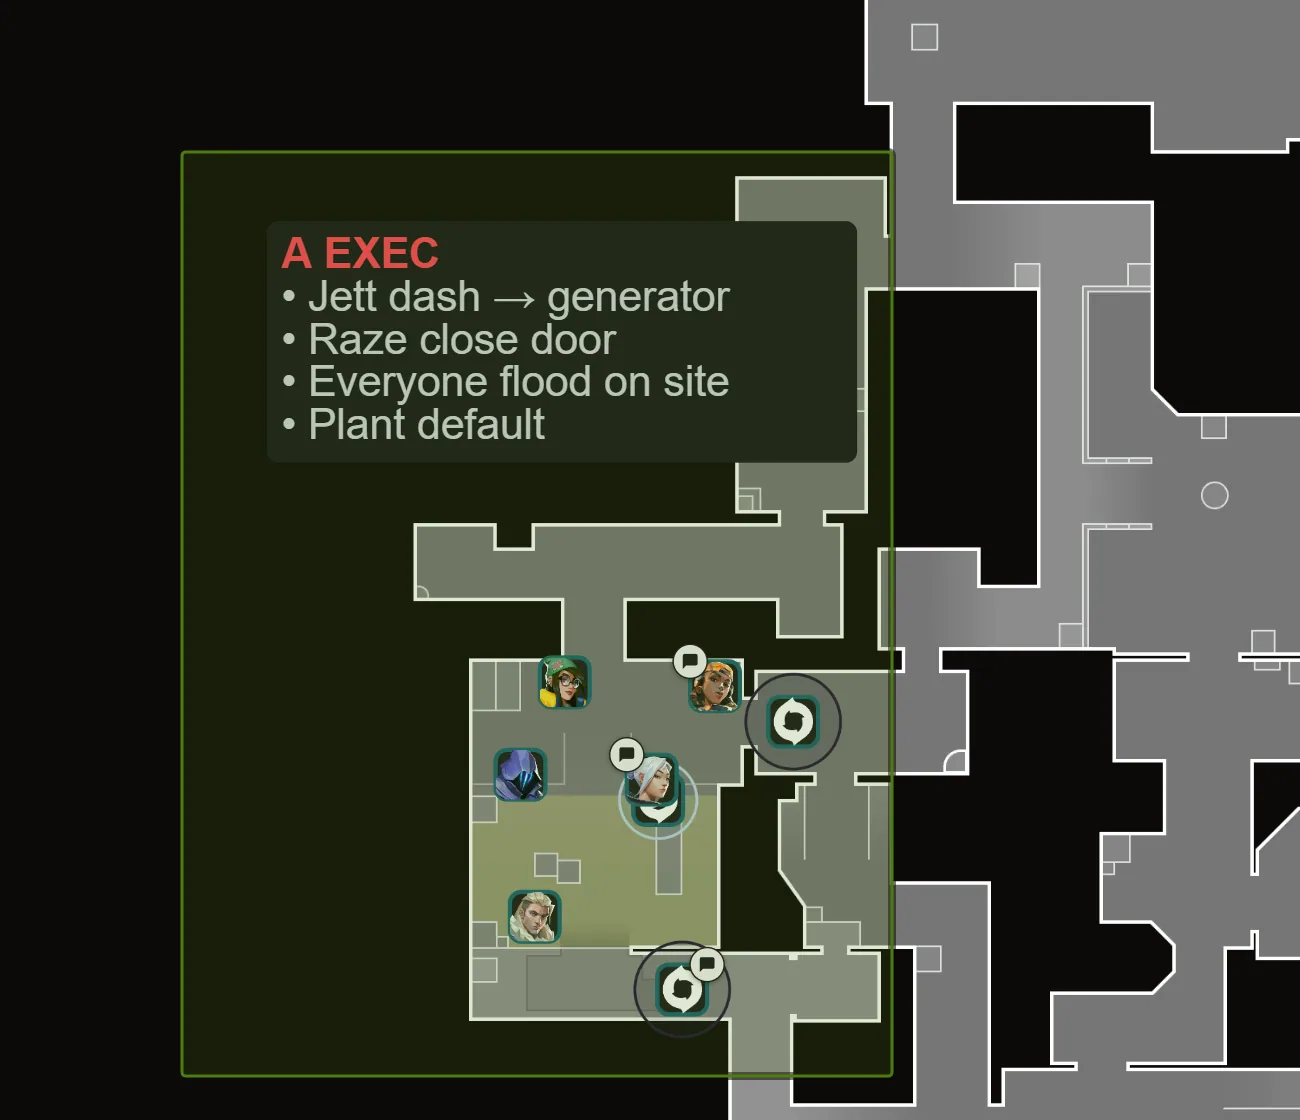 A EXEC
• Jett dash → generator
• Raze close door
• Everyone flood on site
• Plant default